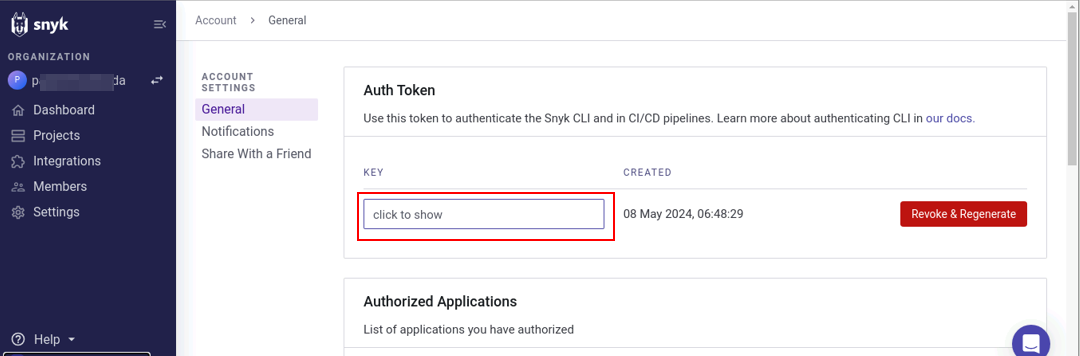 snyk
ORGANIZATION
P
Dashboard
Projects
Integrations
Members
Settings
Help
Account > General
ACCOUNT
SETTINGS
General
Notifications
Share With a Friend
Auth Token
Use this token to authenticate the Snyk CLI and in CI/CD pipelines. Learn more about authenticating CLI in our docs.
KEY CREATED
click to show 08 May 2024, 06:48:29 Revoke & Regenerate
Authorized Applications
List of applications you have authorized